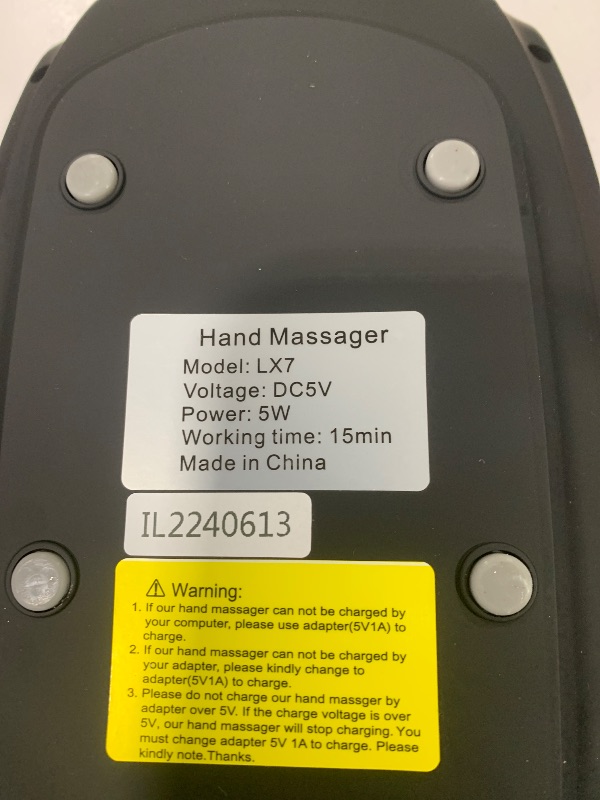 Hand Massager
Model: LX7
Voltage: DC5V
Power: 5W
Working time: 15min
Made in China
IL2240613
Warning:
1. If our hand massager can not be charged by
your computer, please use adapter(5V1A) to
charge.
2. If our hand massager can not be charged by
your adapter, please kindly change to
adapter(5V1A) to charge.
3. Please do not charge our hand massger by
adapter over 5V. If the charge voltage is over
5V, our hand massager will stop charging. You
must change adapter 5V 1A to charge. Please
kindly note.Thanks.